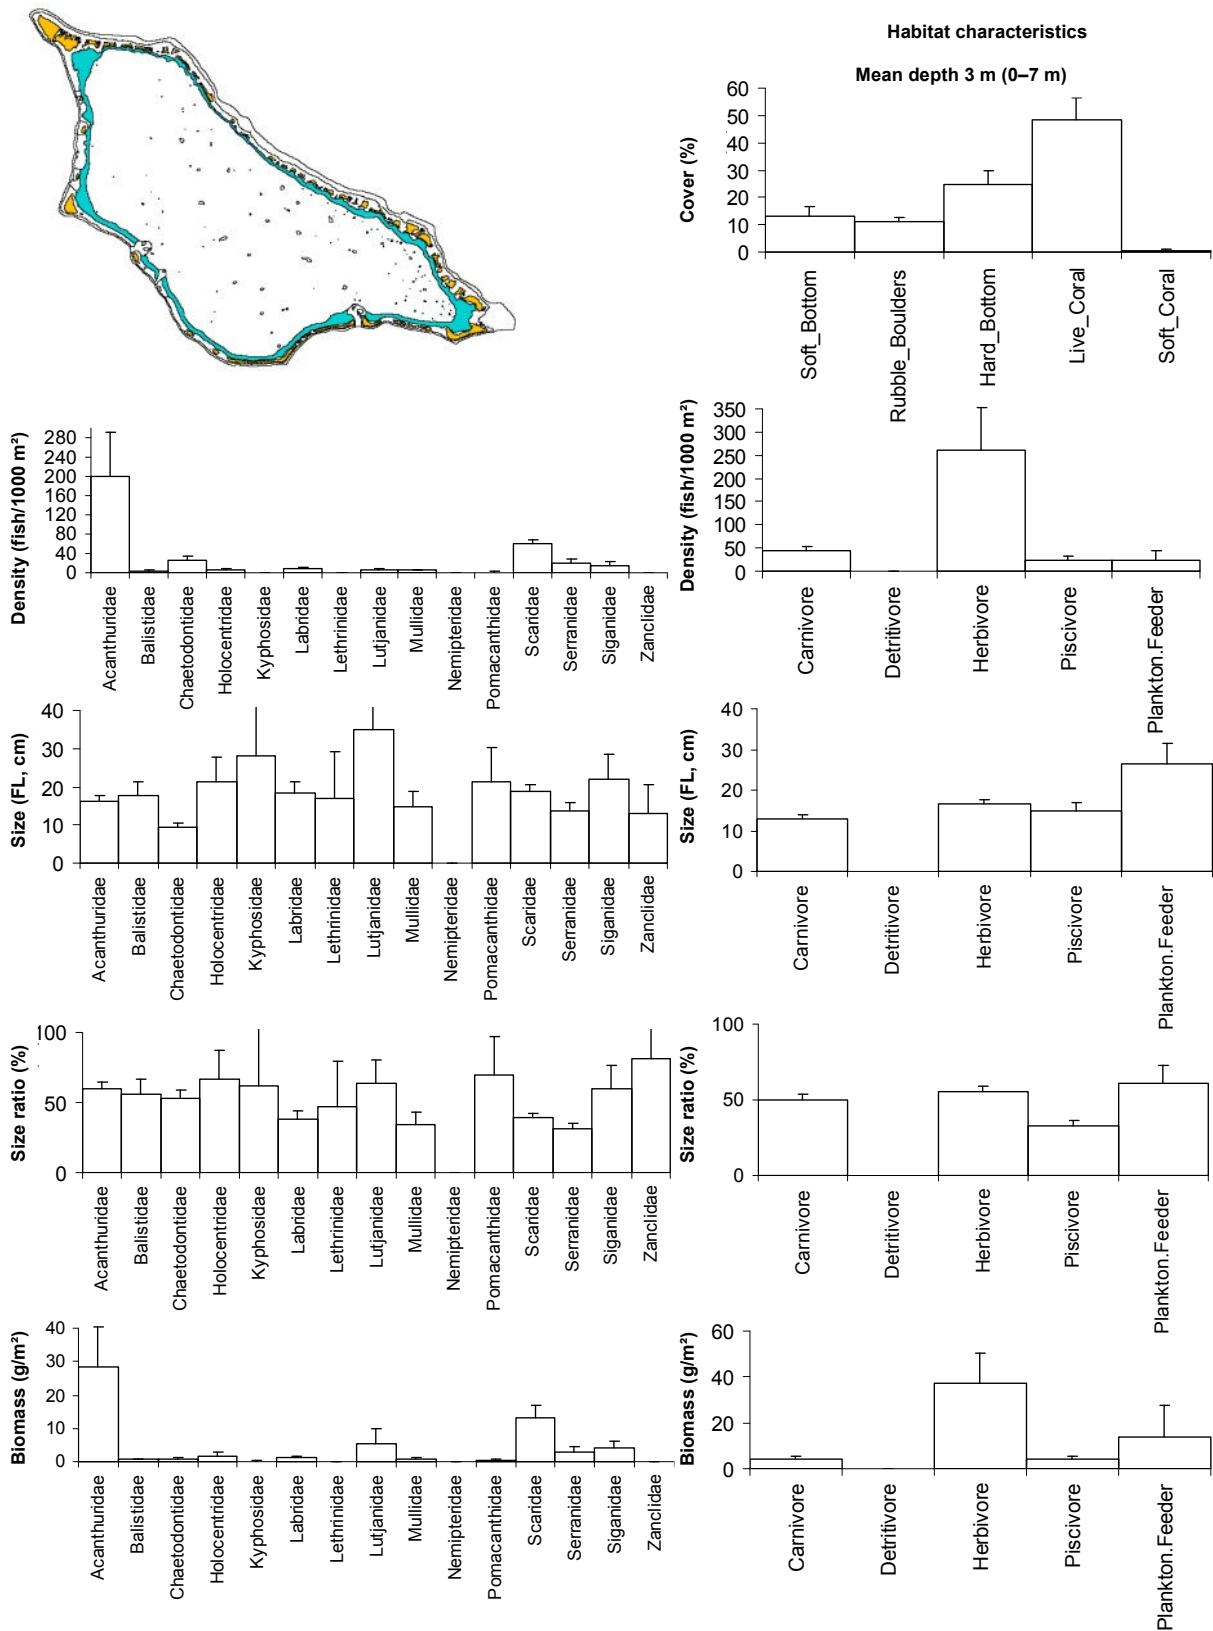 Habitat characteristics
Mean depth 3 m (0–7 m)
Cover (%)
60
50
40
30
20
10
0
Soft_Bottom
Rubble_Boulders
Hard_Bottom
Live_Coral
Soft_Coral
Density (fish/1000 m²)
280
240
200
160
120
80
40
0
Acanthuridae
Balistidae
Chaetodontidae
Holocentridae
Kyphosidae
Labridae
Lethrinidae
Lutjanidae
Mullidae
Nemipteridae
Pomacanthidae
Scaridae
Serranidae
Siganidae
Zanclidae
Density (fish/1000 m²)
350
300
250
200
150
100
50
0
Carnivore
Detritivore
Herbivore
Piscivore
Plankton.Feeder
Size (FL, cm)
40
30
20
10
0
Acanthuridae
Balistidae
Chaetodontidae
Holocentridae
Kyphosidae
Labridae
Lethrinidae
Lutjanidae
Mullidae
Nemipteridae
Pomacanthidae
Scaridae
Serranidae
Siganidae
Zanclidae
Size (FL, cm)
40
30
20
10
0
Carnivore
Detritivore
Herbivore
Piscivore
Plankton.Feeder
Size ratio (%)
100
50
0
Acanthuridae
Balistidae
Chaetodontidae
Holocentridae
Kyphosidae
Labridae
Lethrinidae
Lutjanidae
Mullidae
Nemipteridae
Pomacanthidae
Scaridae
Serranidae
Siganidae
Zanclidae
Size ratio (%)
100
50
0
Carnivore
Detritivore
Herbivore
Piscivore
Plankton.Feeder
Biomass (g/m²)
40
30
20
10
0
Acanthuridae
Balistidae
Chaetodontidae
Holocentridae
Kyphosidae
Labridae
Lethrinidae
Lutjanidae
Mullidae
Nemipteridae
Pomacanthidae
Scaridae
Serranidae
Siganidae
Zanclidae
Biomass (g/m²)
60
40
20
0
Carnivore
Detritivore
Herbivore
Piscivore
Plankton.Feeder